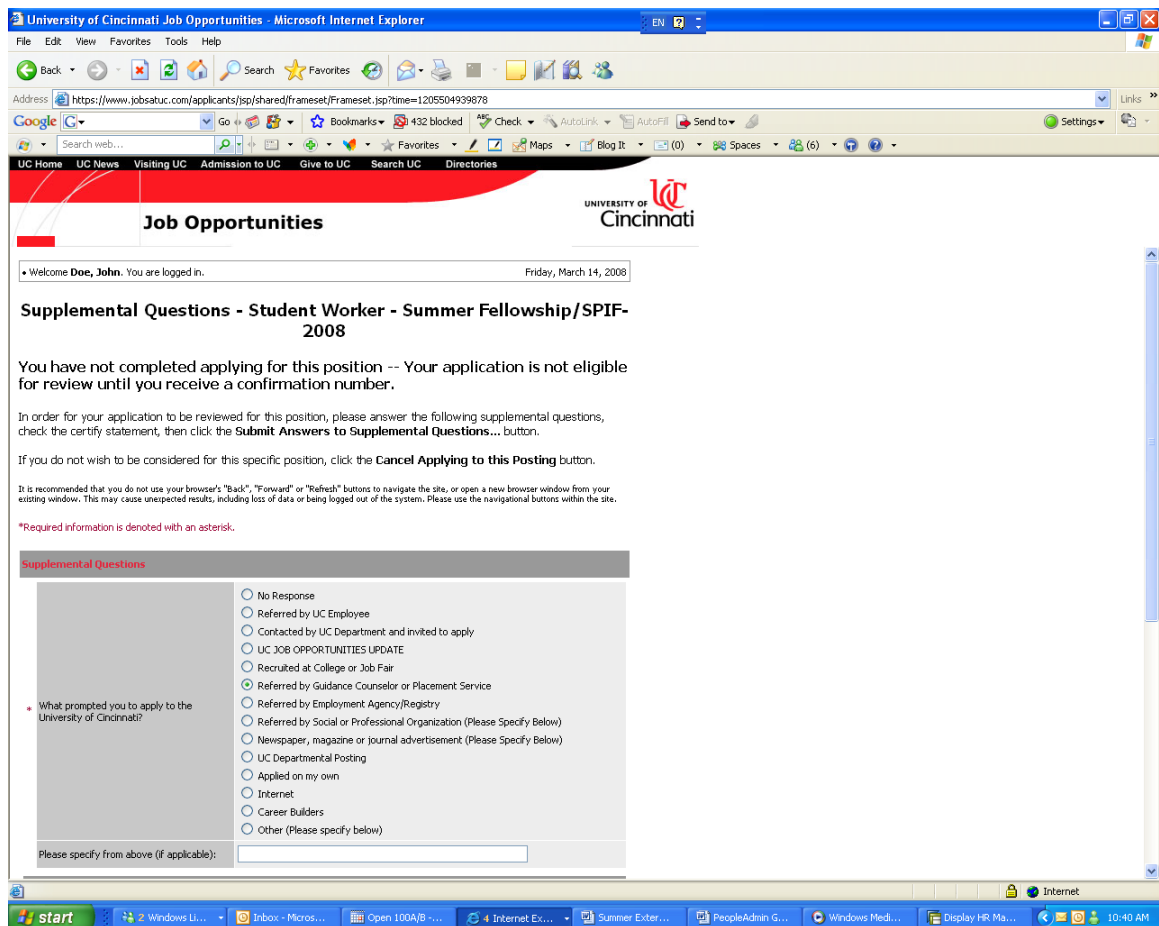 University of Cincinnati Job Opportunities - Microsoft Internet Explorer
EN
File Edit View Favorites Tools Help
Back Search Favorites
Address https://www.jobsatuc.com/applicants/jsp/shared/frameset/Frameset.jsp?time=1205504939878 Links »
Google G Go Bookmarks 432 blocked ABC Check AutoLink AutoFill Send to Settings
Search web... Favorites Maps Blog It (0) Spaces (6)
UC Home UC News Visiting UC Admission to UC Give to UC Search UC Directories
UNIVERSITY OF UC
Job Opportunities
Cincinnati
• Welcome Doe, John. You are logged in. Friday, March 14, 2008
Supplemental Questions - Student Worker - Summer Fellowship/SPIF-
2008
You have not completed applying for this position -- Your application is not eligible
for review until you receive a confirmation number.
In order for your application to be reviewed for this position, please answer the following supplemental questions,
check the certify statement, then click the Submit Answers to Supplemental Questions... button.
If you do not wish to be considered for this specific position, click the Cancel Applying to this Posting button.
It is recommended that you do not use your browser's "Back", "Forward" or "Refresh" buttons to navigate the site, or open a new browser window from your
existing window. This may cause unexpected results, including loss of data or being logged out of the system. Please use the navigational buttons within the site.
*Required information is denoted with an asterisk.
Supplemental Questions
* What prompted you to apply to the
University of Cincinnati?
No Response
Referred by UC Employee
Contacted by UC Department and invited to apply
UC JOB OPPORTUNITIES UPDATE
Recruited at College or Job Fair
Referred by Guidance Counselor or Placement Service
Referred by Employment Agency/Registry
Referred by Social or Professional Organization (Please Specify Below)
Newspaper, magazine or journal advertisement (Please Specify Below)
UC Departmental Posting
Applied on my own
Internet
Career Builders
Other (Please specify below)
Please specify from above (if applicable):
Internet
start 2 Windows Li... Inbox - Micros... Open 100A/B -... 4 Internet Ex... Summer Exter... PeopleAdmin G... Windows Medi... Display HR Ma... 10:40 AM